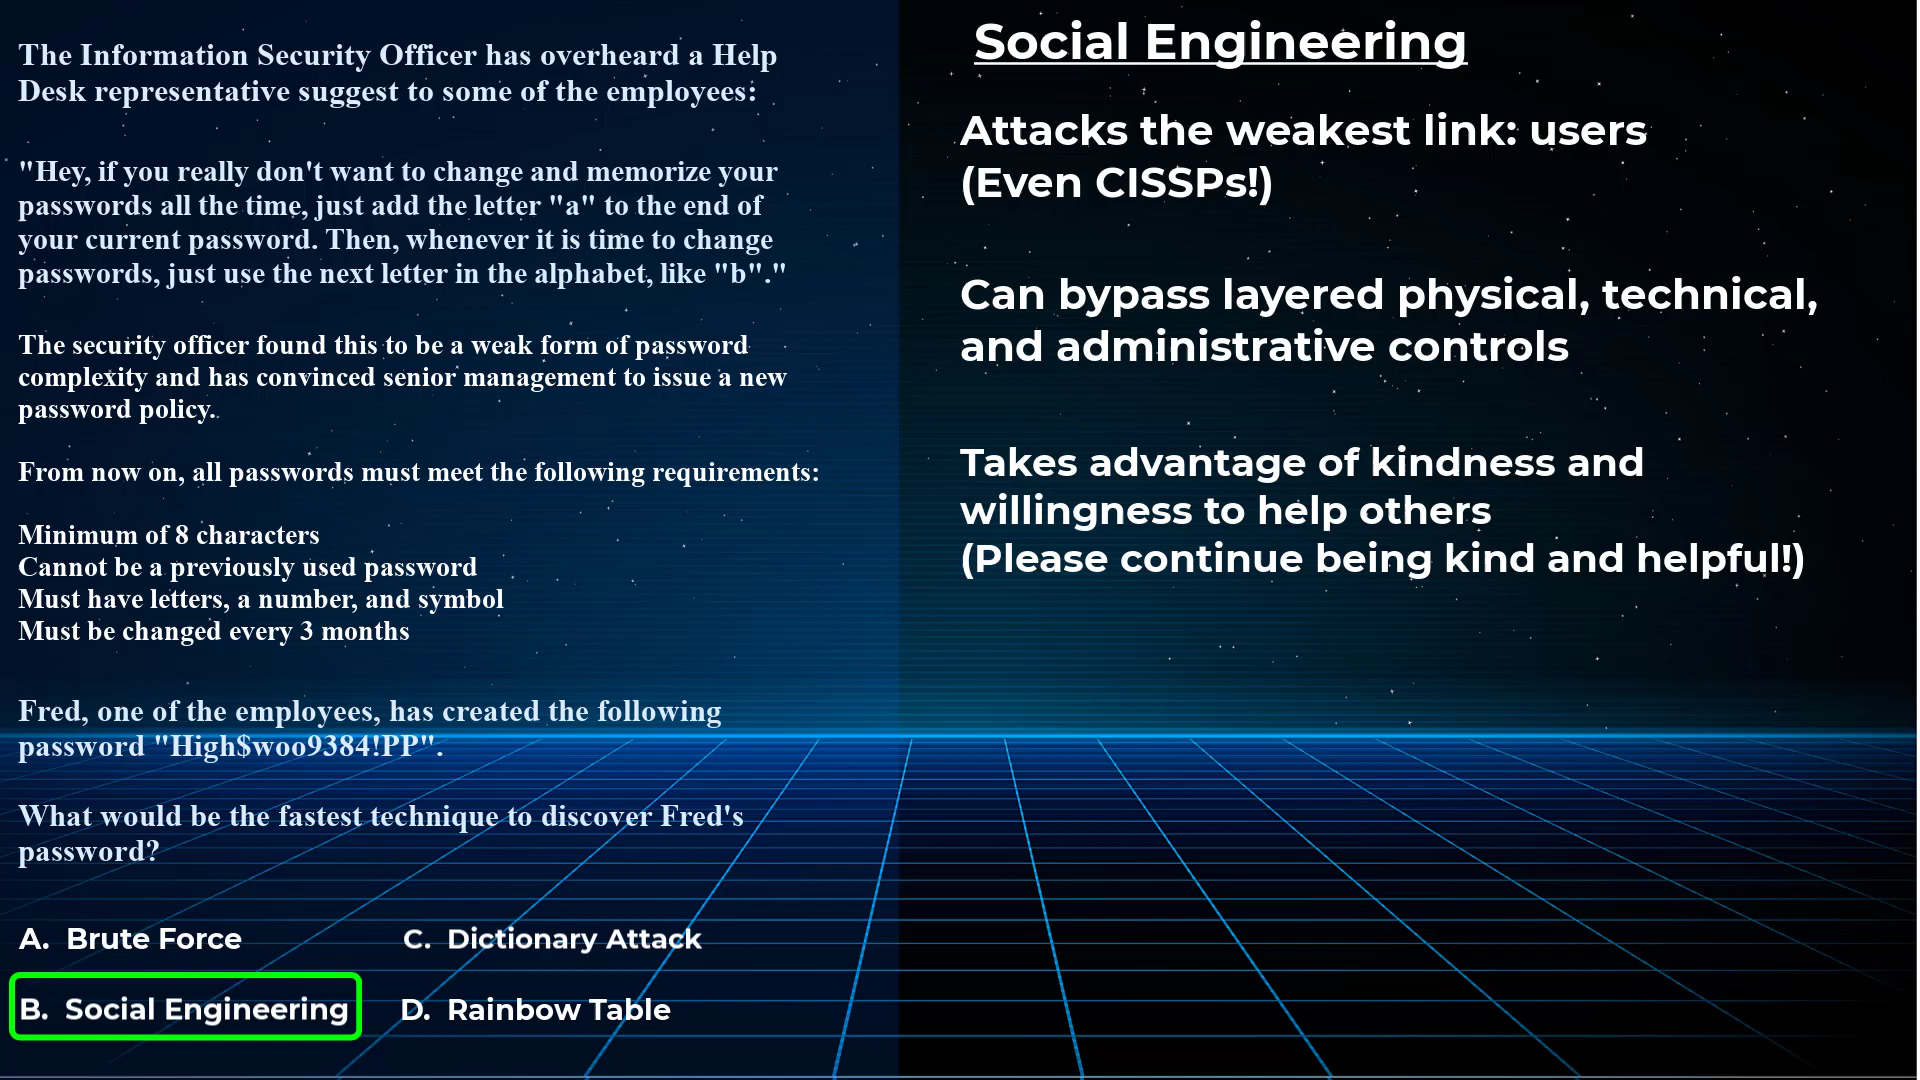 The Information Security Officer has overheard a Help
Desk representative suggest to some of the employees:
"Hey, if you really don't want to change and memorize your
passwords all the time, just add the letter "a" to the end of
your current password. Then, whenever it is time to change
passwords, just use the next letter in the alphabet, like "b"."
The security officer found this to be a weak form of password
complexity and has convinced senior management to issue a new
password policy.
From now on, all passwords must meet the following requirements:
Minimum of 8 characters
Cannot be a previously used password
Must have letters, a number, and symbol
Must be changed every 3 months
Fred, one of the employees, has created the following
password "High$woo9384!PP".
What would be the fastest technique to discover Fred's
password?
A. Brute Force
B. Social Engineering
C. Dictionary Attack
D. Rainbow Table
Social Engineering
Attacks the weakest link: users
(Even CISSPs!)
Can bypass layered physical, technical,
and administrative controls
Takes advantage of kindness and
willingness to help others
(Please continue being kind and helpful!)